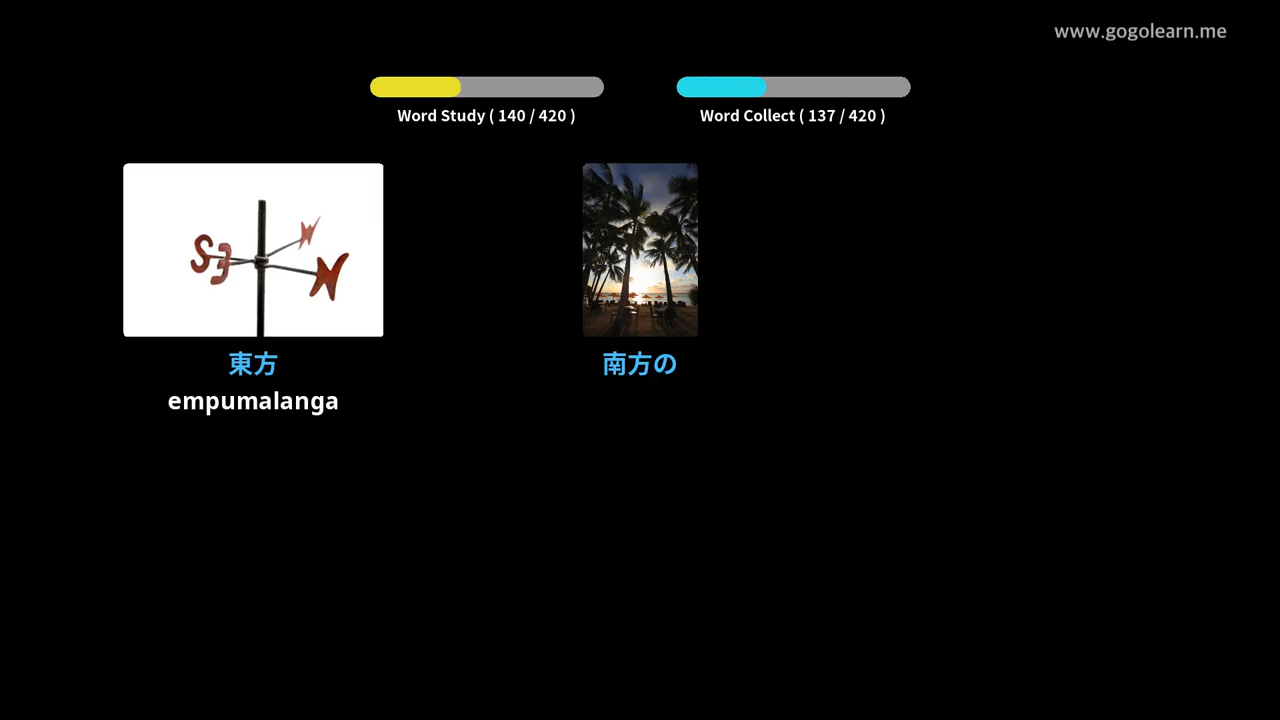 www.gogolearn.me
Word Study ( 140 / 420 )
Word Collect ( 137 / 420 )
S E N W
東方
南方の
empumalanga